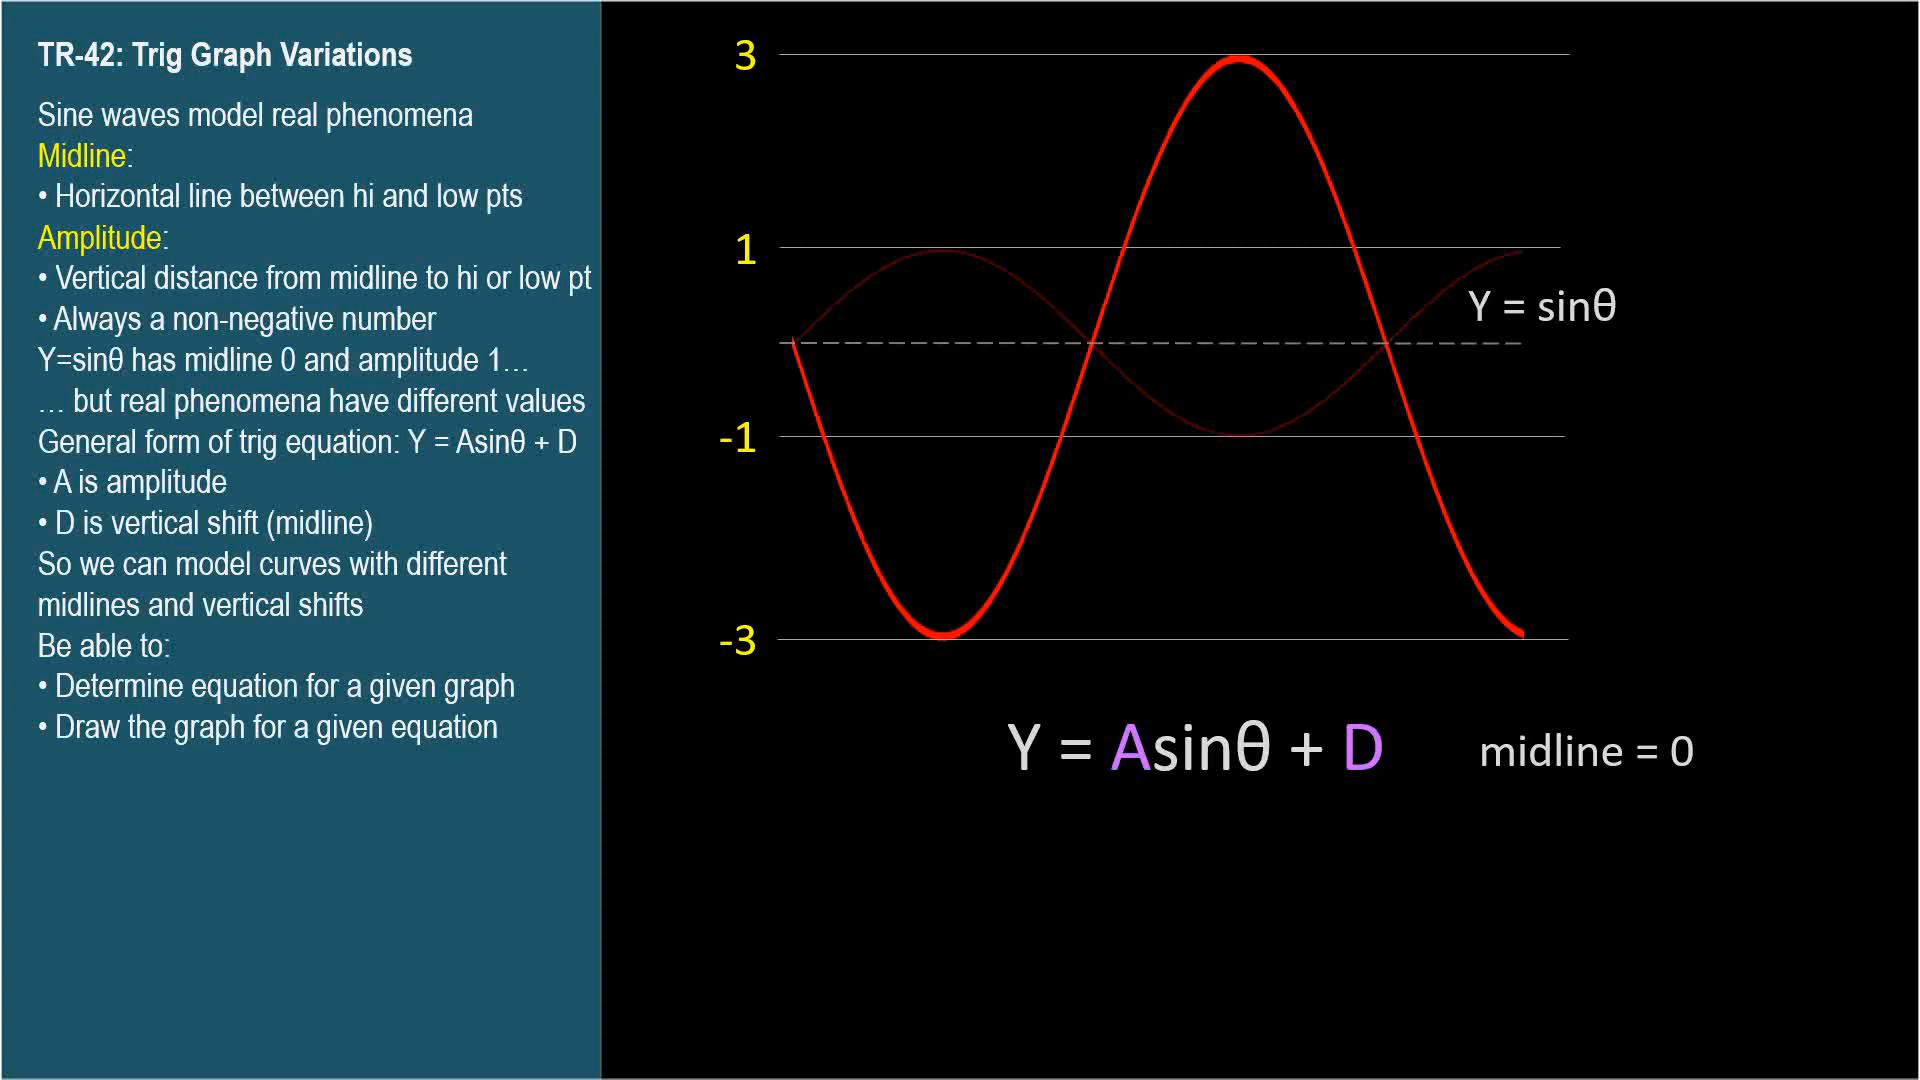 TR-42: Trig Graph Variations
Sine waves model real phenomena
Midline:
• Horizontal line between hi and low pts
Amplitude:
• Vertical distance from midline to hi or low pt
• Always a non-negative number
Y=sinθ has midline 0 and amplitude 1…
… but real phenomena have different values
General form of trig equation: Y = Asinθ + D
• A is amplitude
• D is vertical shift (midline)
So we can model curves with different
midlines and vertical shifts
Be able to:
• Determine equation for a given graph
• Draw the graph for a given equation
3
1
Y = sinθ
-1
-3
Y = Asinθ + D
midline = 0